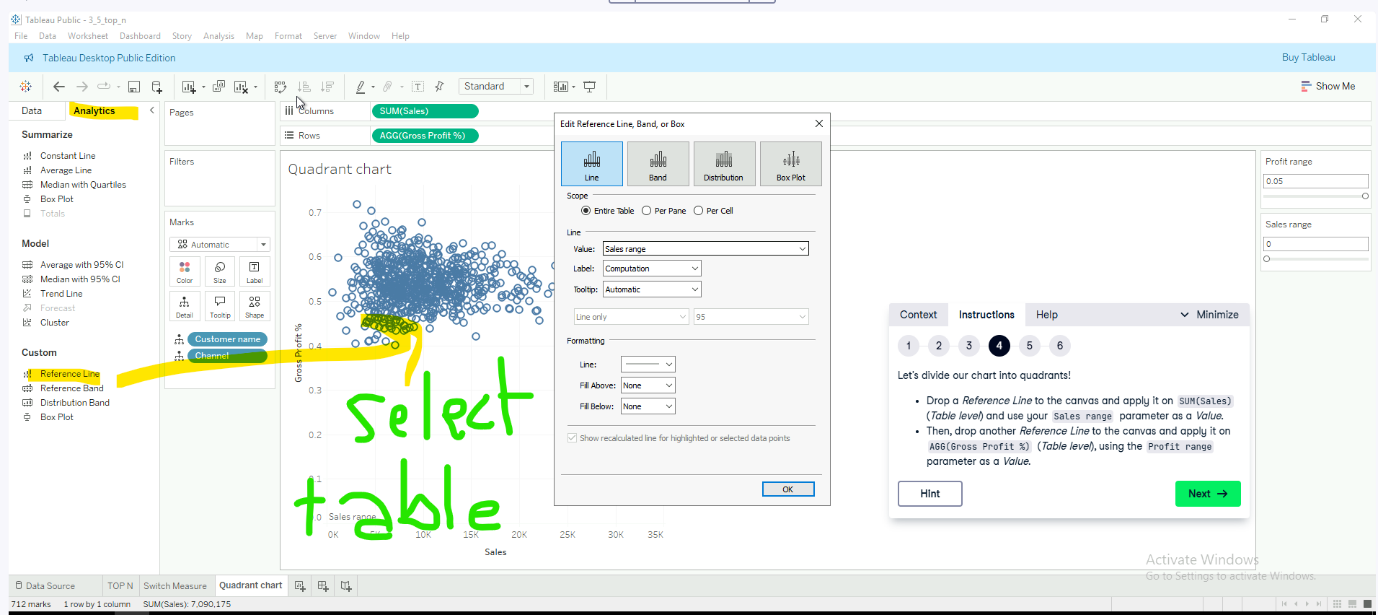 Tableau Public - 3_5_top_n
File Data Worksheet Dashboard Story Analysis Map Format Server Window Help
Tableau Desktop Public Edition
Buy Tableau
Standard
Show Me
Data Analytics
Pages
Columns SUM(Sales)
Rows AGG(Gross Profit %)
Summarize
Constant Line
Average Line
Median with Quartiles
Box Plot
Totals
Model
Average with 95% CI
Median with 95% CI
Trend Line
Forecast
Cluster
Custom
Reference Line
Reference Band
Distribution Band
Box Plot
Filters
Marks
Automatic
Color Size Label
Detail Tooltip Shape
Customer name
Channel
Quadrant chart
Gross Profit %
0.7
0.6
0.5
0.4
0.3
0.2
0.1
0.0
Sales range
0K 5K 10K 15K 20K 25K 30K 35K
Sales
select
table
Edit Reference Line, Band, or Box
Line Band Distribution Box Plot
Scope
Entire Table Per Pane Per Cell
Line
Value: Sales range
Label: Computation
Tooltip: Automatic
Line only 95
Formatting
Line:
Fill Above: None
Fill Below: None
Show recalculated line for highlighted or selected data points
OK
Profit range
0.05
Sales range
0
Context Instructions Help Minimize
1 2 3 4 5 6
Let's divide our chart into quadrants!
• Drop a Reference Line to the canvas and apply it on SUM(Sales)
(Table level) and use your Sales range parameter as a Value.
• Then, drop another Reference Line to the canvas and apply it on
AGG(Gross Profit %) (Table level), using the Profit range
parameter as a Value.
Hint Next →
Activate Windows
Go to Settings to activate Windows.
Data Source TOP N Switch Measure Quadrant chart
712 marks 1 row by 1 column SUM(Sales): 7,090,175